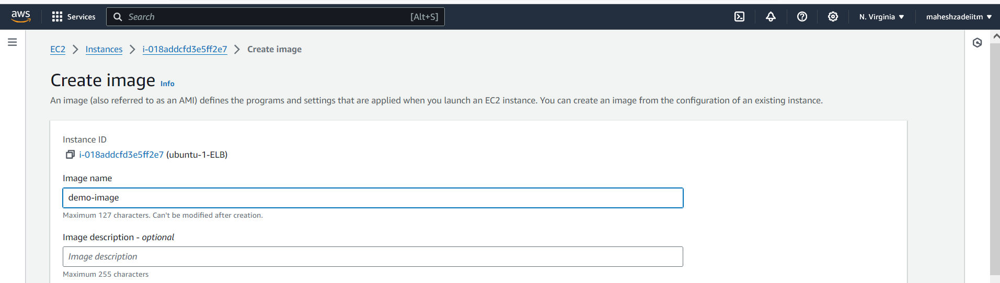 aws Services Search [Alt+S] N. Virginia maheshzadeiitm
EC2 Instances i-018addcfd3e5ff2e7 Create image
Create image Info
An image (also referred to as an AMI) defines the programs and settings that are applied when you launch an EC2 instance. You can create an image from the configuration of an existing instance.
Instance ID
i-018addcfd3e5ff2e7 (ubuntu-1-ELB)
Image name
demo-image
Maximum 127 characters. Can't be modified after creation.
Image description - optional
Image description
Maximum 255 characters